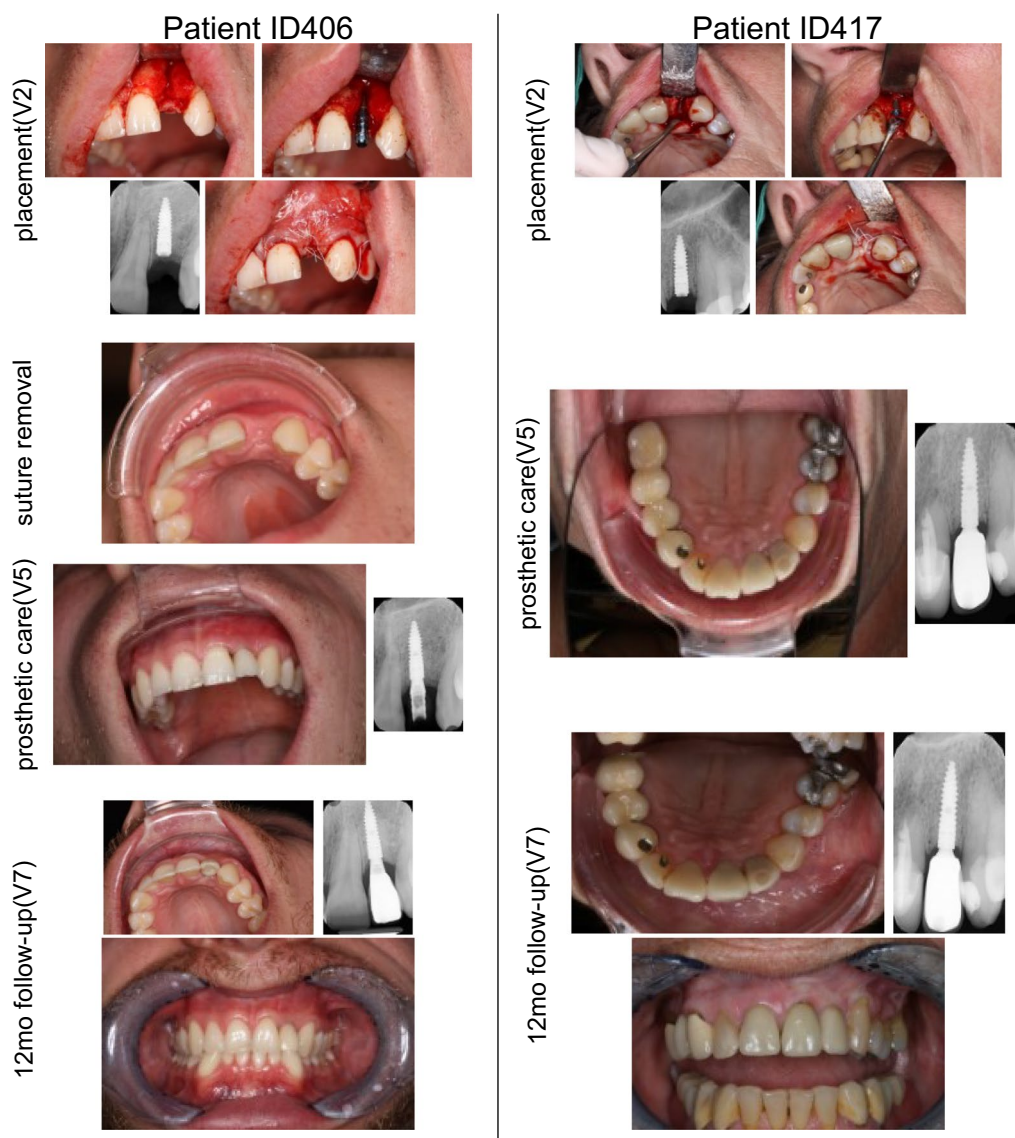 Patient ID406
placement(V2)
suture removal
prosthetic care(V5)
12mo follow-up(V7)
Patient ID417
placement(V2)
prosthetic care(V5)
12mo follow-up(V7)